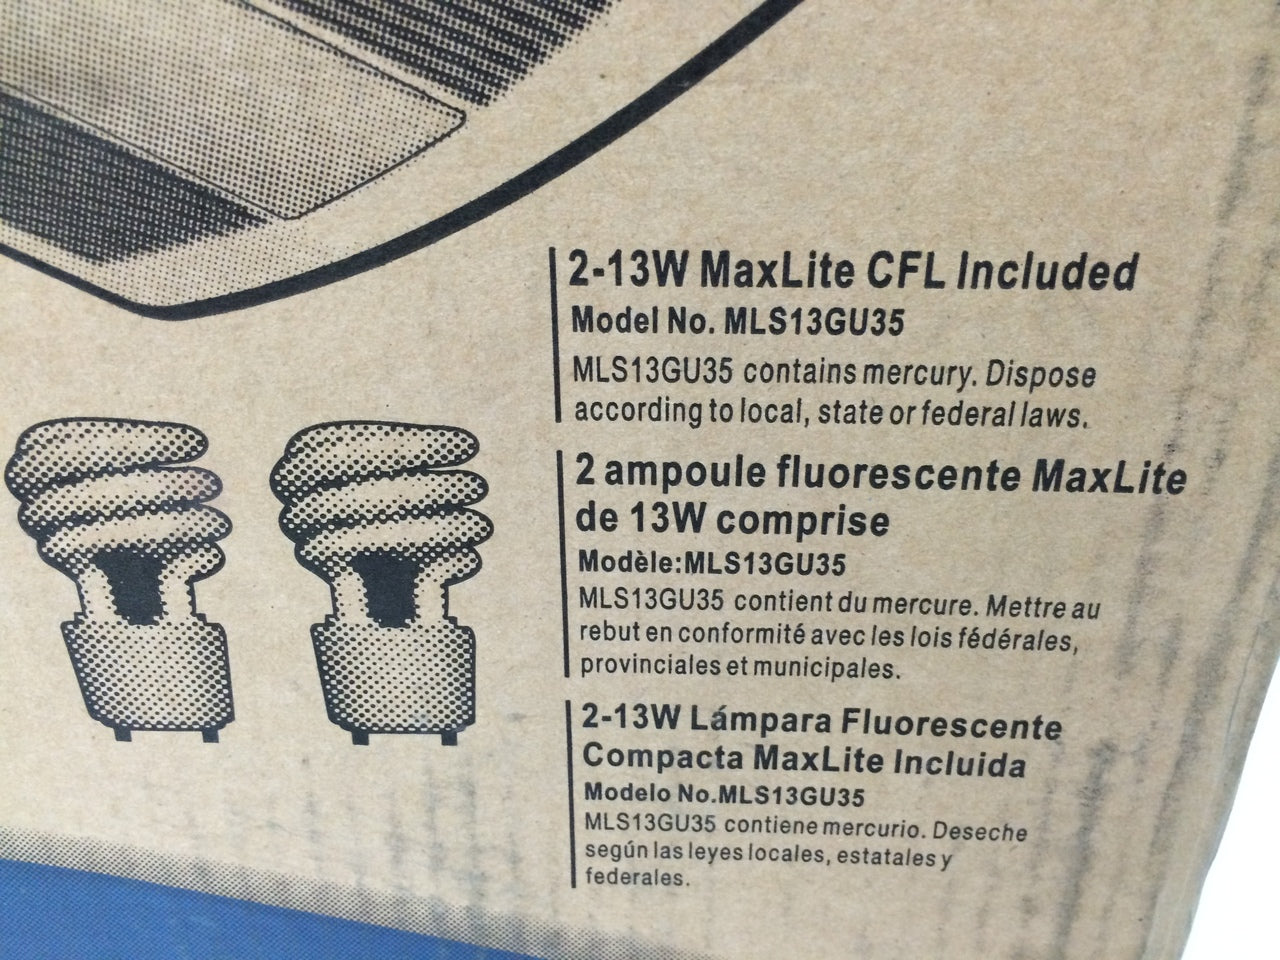 2-13W MaxLite CFL Included
Model No. MLS13GU35
MLS13GU35 contains mercury. Dispose
according to local, state or federal laws.
2 ampoule fluorescente MaxLite
de 13W comprise
Modèle:MLS13GU35
MLS13GU35 contient du mercure. Mettre au
rebut en conformité avec les lois fédérales,
provinciales et municipales.
2-13W Lámpara Fluorescente
Compacta MaxLite Incluida
Modelo No.MLS13GU35
MLS13GU35 contiene mercurio. Deseche
según las leyes locales, estatales y
federales.